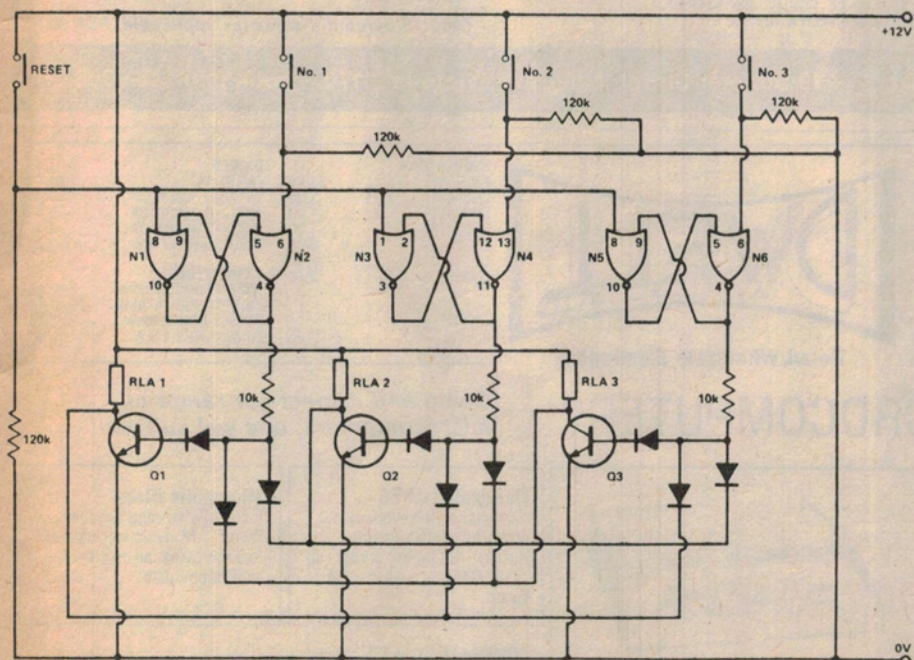 +12V
RESET
No. 1
No. 2
No. 3
120k
120k
120k
8 9
5 6
1 2
12 13
8 9
5 6
N1
N2
N3
N4
N5
N6
10
4
3
11
10
4
RLA 1
10k
RLA 2
10k
RLA 3
10k
120k
Q1
Q2
Q3
0V